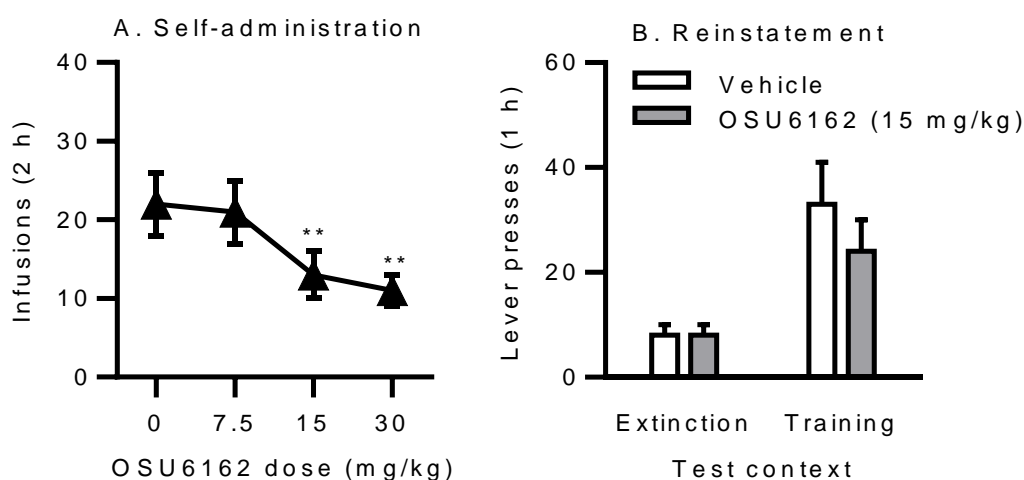 A. Self-administration
40
30
20
10
0
Infusions (2 h)
**
**
0 7.5 15 30
OSU6162 dose (mg/kg)
B. Reinstatement
60
40
20
0
Lever presses (1 h)
Vehicle
OSU6162 (15 mg/kg)
Extinction Training
Test context